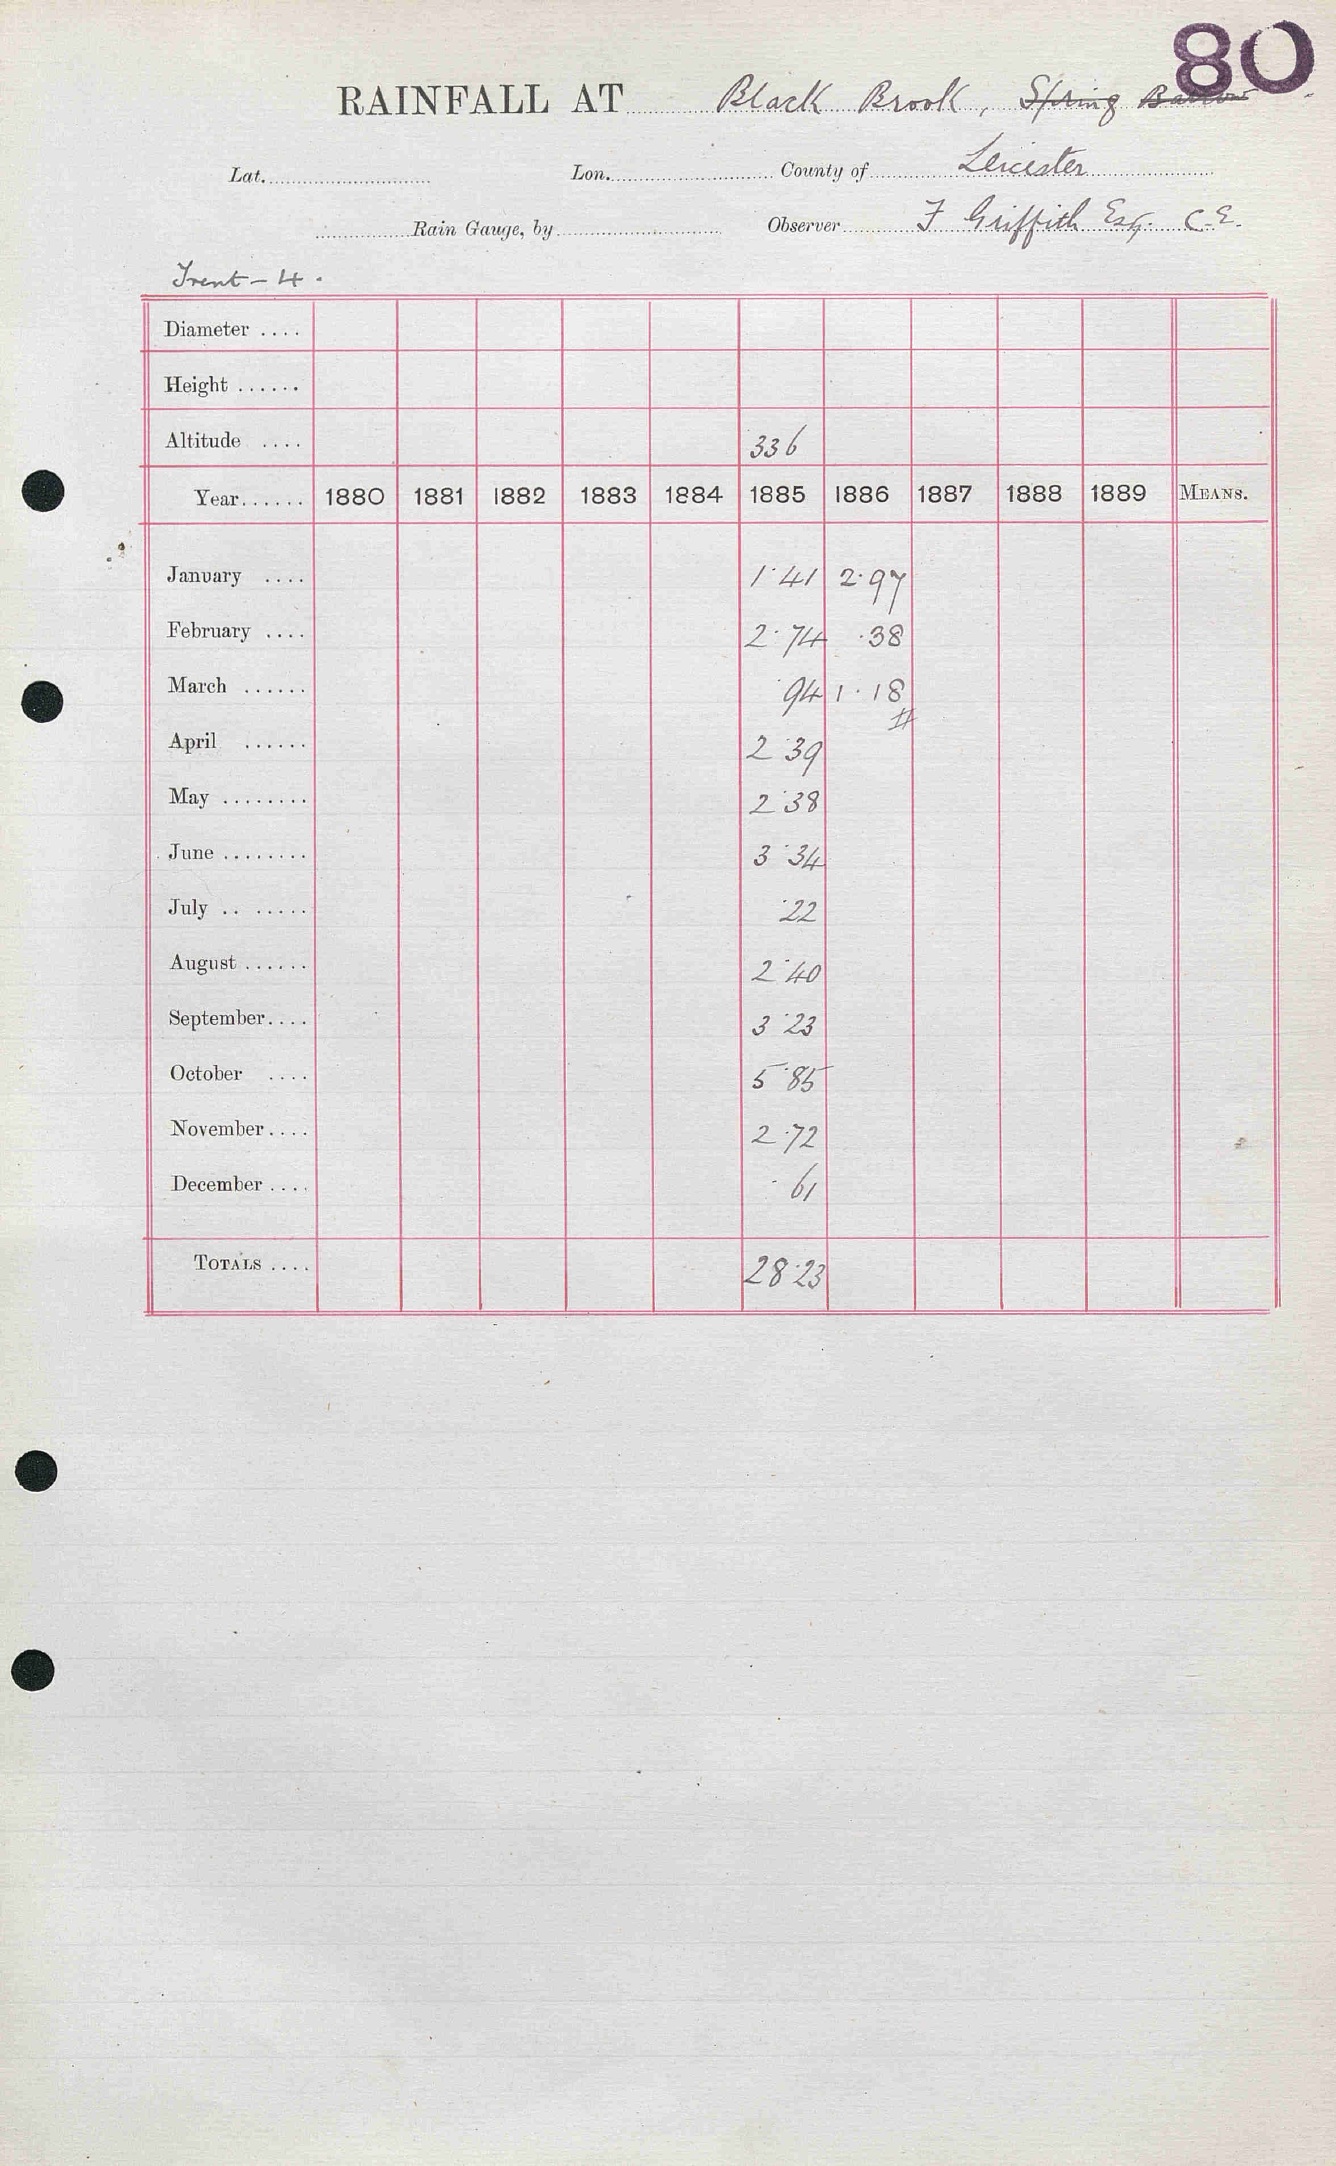 80
RAINFALL AT Black Brook, Spring Barrow
Lat. Lon. County of Leicester
Rain Gauge, by Observer F Griffith Esq. C.E.
Trent - 4.
Diameter ....
Height ......
Altitude .... 336
Year...... 1880 1881 1882 1883 1884 1885 1886 1887 1888 1889 MEANS.
January .... 1.41 2.97
February .... 2.74 .38
March ...... .94 1.18
April ...... 2.39
May ........ 2.38
June ........ 3.34
July .. ...... .22
August ...... 2.40
September.... 3.23
October .... 5.85
November.... 2.72
December .... .61
TOTALS .... 28.23